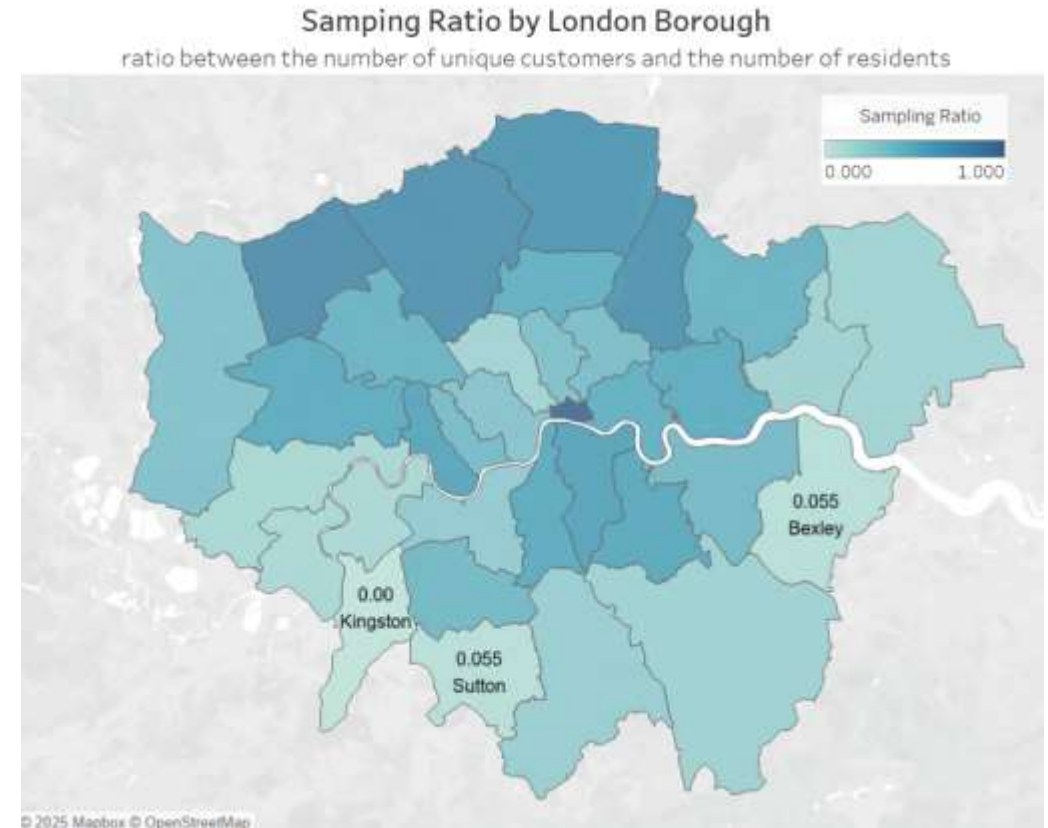 Samping Ratio by London Borough
ratio between the number of unique customers and the number of residents
Sampling Ratio
0.000 1.000
0.055
Bexley
0.00
Kingston
0.055
Sutton
© 2025 Mapbox © OpenStreetMap